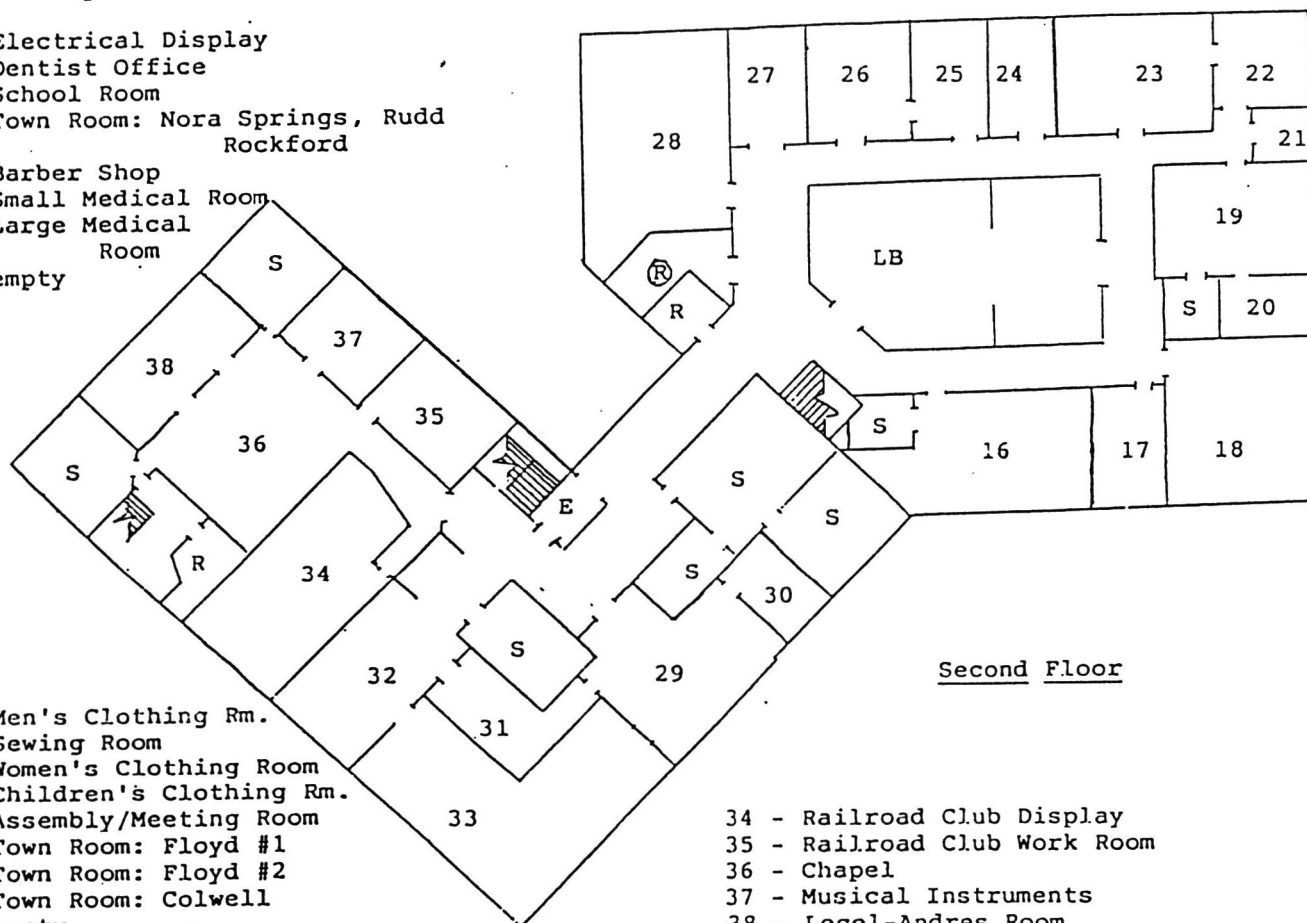 Electrical Display
Dentist Office
School Room
Town Room: Nora Springs, Rudd
Rockford
Barber Shop
Small Medical Room
Large Medical
Room
empty
27
26
25
24
23
22
28
21
19
LB
S
R
R
S
20
37
38
35
36
S
16
17
18
S
S
E
S
S
R
34
30
S
32
29
31
33
Second Floor
Men's Clothing Rm.
Sewing Room
Women's Clothing Room
Children's Clothing Rm.
Assembly/Meeting Room
Town Room: Floyd #1
Town Room: Floyd #2
Town Room: Colwell
34 - Railroad Club Display
35 - Railroad Club Work Room
36 - Chapel
37 - Musical Instruments
38 - Legel-Andres Room